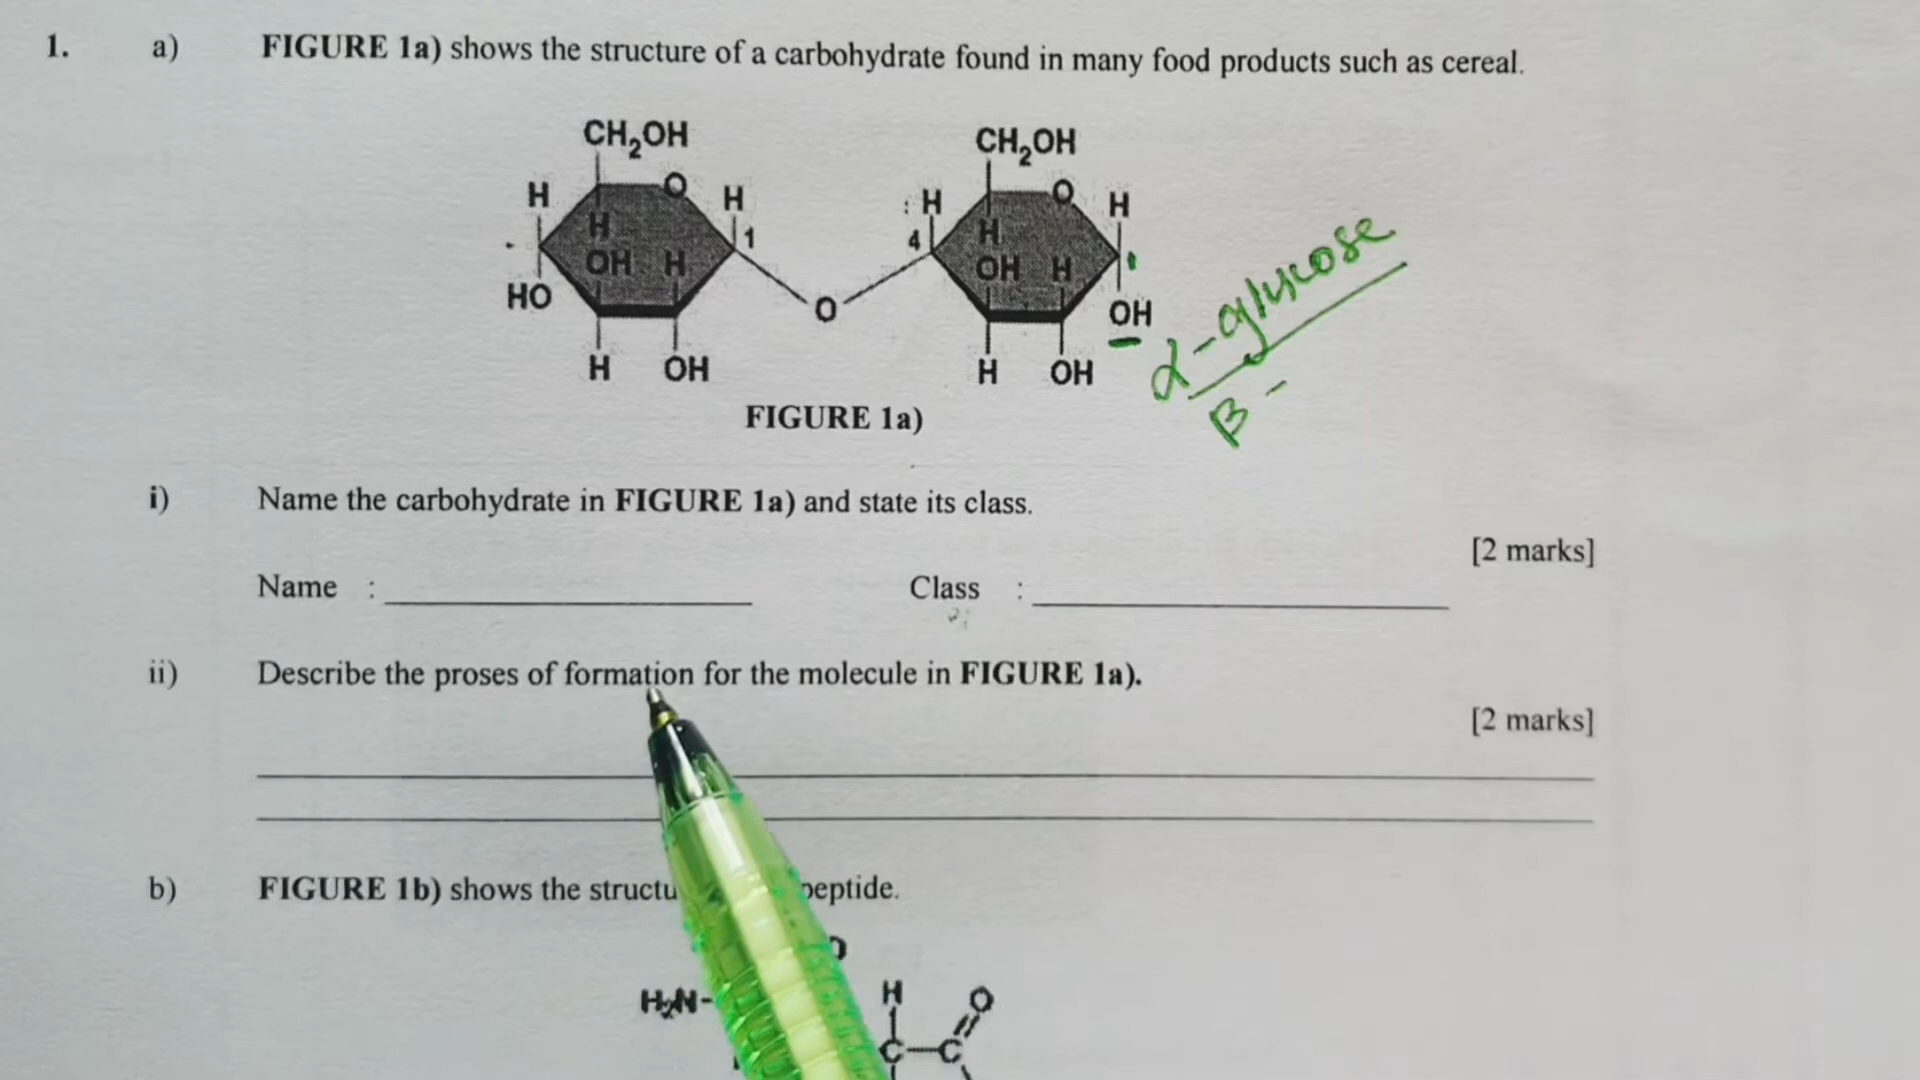 1. a) FIGURE 1a) shows the structure of a carbohydrate found in many food products such as cereal.
CH2OH CH2OH
H O H H O H
H 1 4 H
OH H OH H
HO O OH
H OH H OH
α-glucose
β -
FIGURE 1a)
i) Name the carbohydrate in FIGURE 1a) and state its class.
[2 marks]
Name : Class :
ii) Describe the proses of formation for the molecule in FIGURE 1a).
[2 marks]
b) FIGURE 1b) shows the structu peptide.
O
H2N- H O
C C